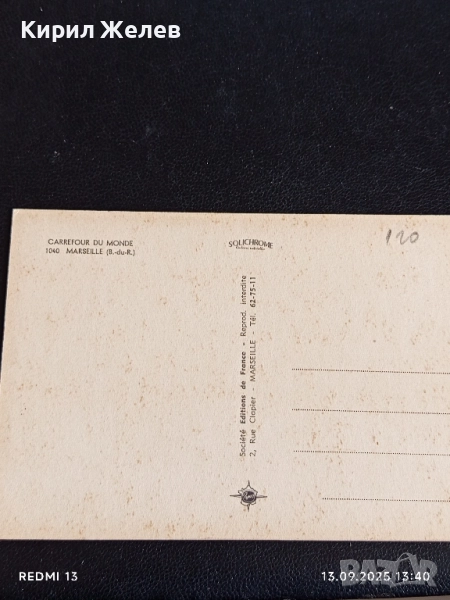 Кирил Желев
CARREFOUR DU MONDE
1040 MARSEILLE (B.-du-R.)
SOLICHROME
120
Société Editions de France - Reprod. interdite
2, Rue Clapier - MARSEILLE - Tél. 62-75-11
REDMI 13
13.09.2025 13:40
BAZAR